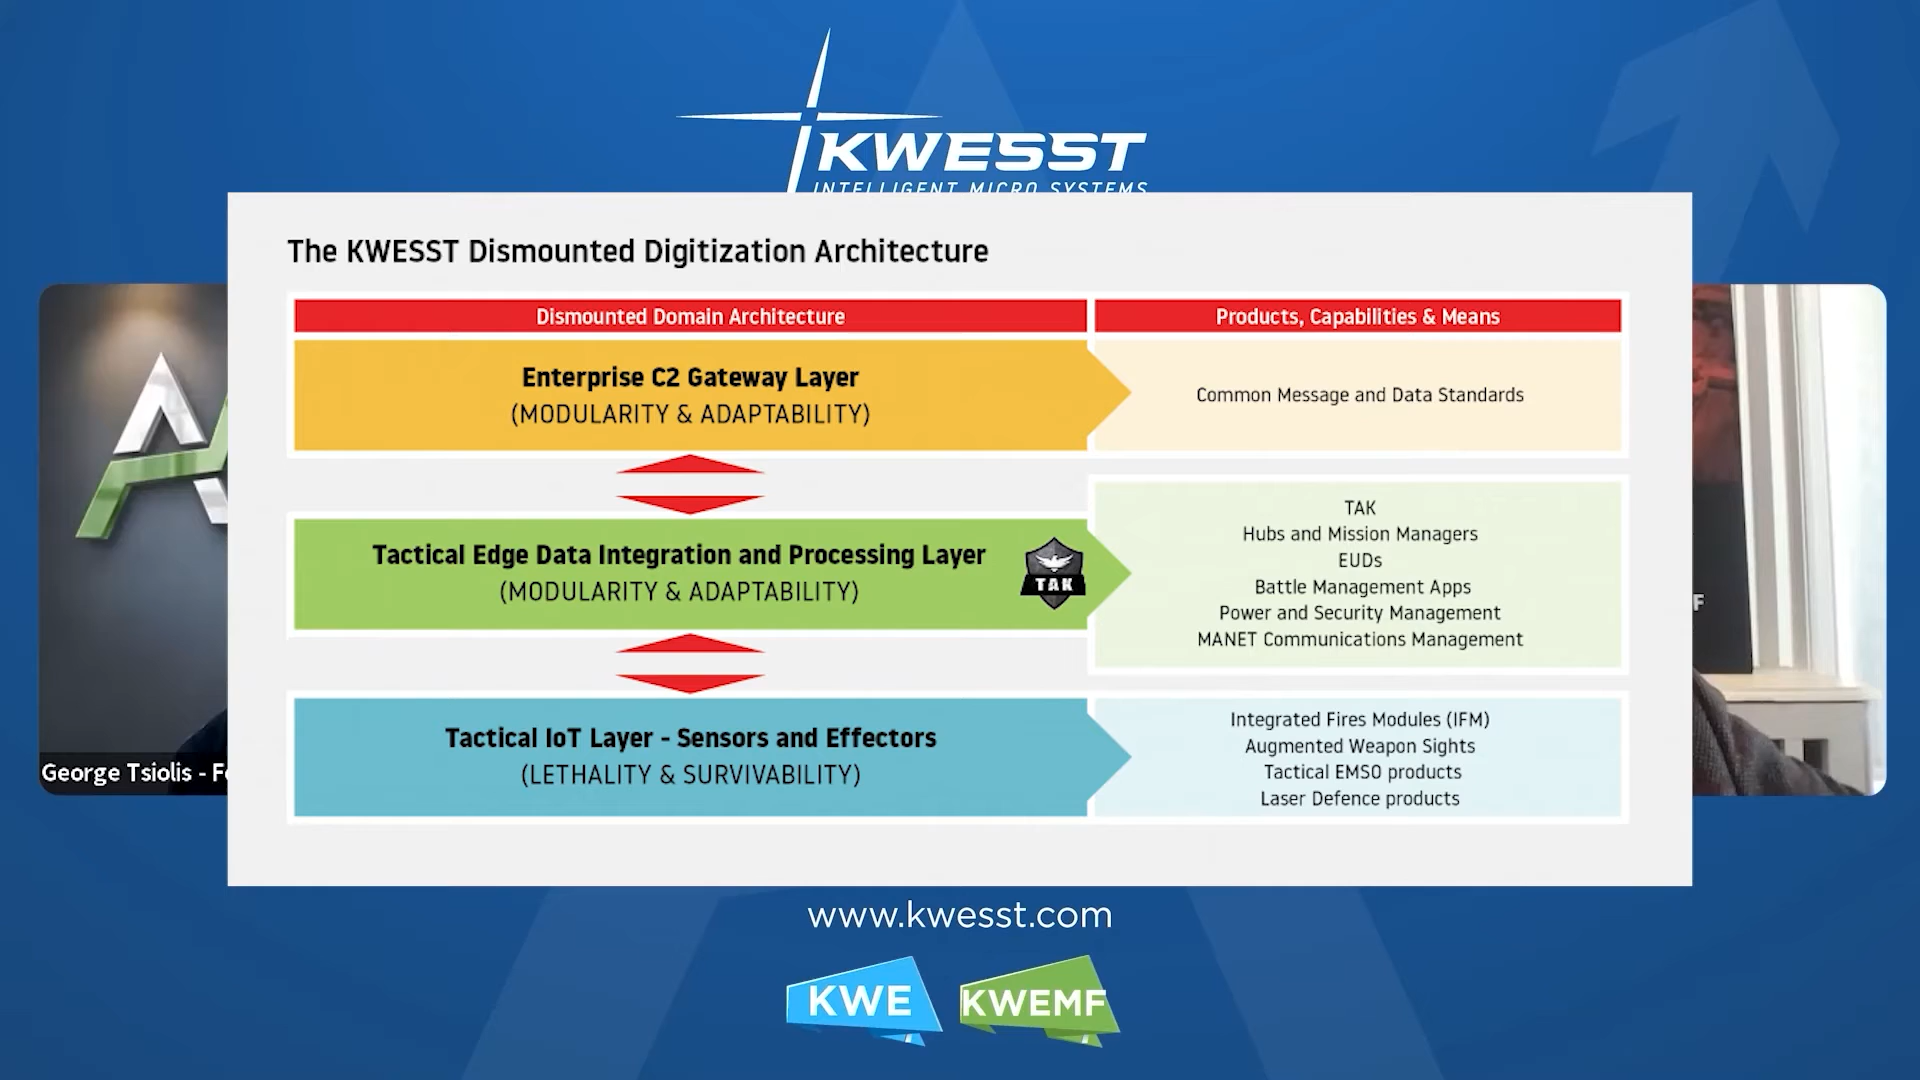 KWESST
INTELLIGENT MICRO SYSTEMS
The KWESST Dismounted Digitization Architecture
Dismounted Domain Architecture
Products, Capabilities & Means
Enterprise C2 Gateway Layer
(MODULARITY & ADAPTABILITY)
Common Message and Data Standards
Tactical Edge Data Integration and Processing Layer
(MODULARITY & ADAPTABILITY)
TAK
TAK
Hubs and Mission Managers
EUDs
Battle Management Apps
Power and Security Management
MANET Communications Management
Tactical IoT Layer - Sensors and Effectors
(LETHALITY & SURVIVABILITY)
Integrated Fires Modules (IFM)
Augmented Weapon Sights
Tactical EMSO products
Laser Defence products
George Tsiolis -
F
www.kwesst.com
KWE
KWEMF